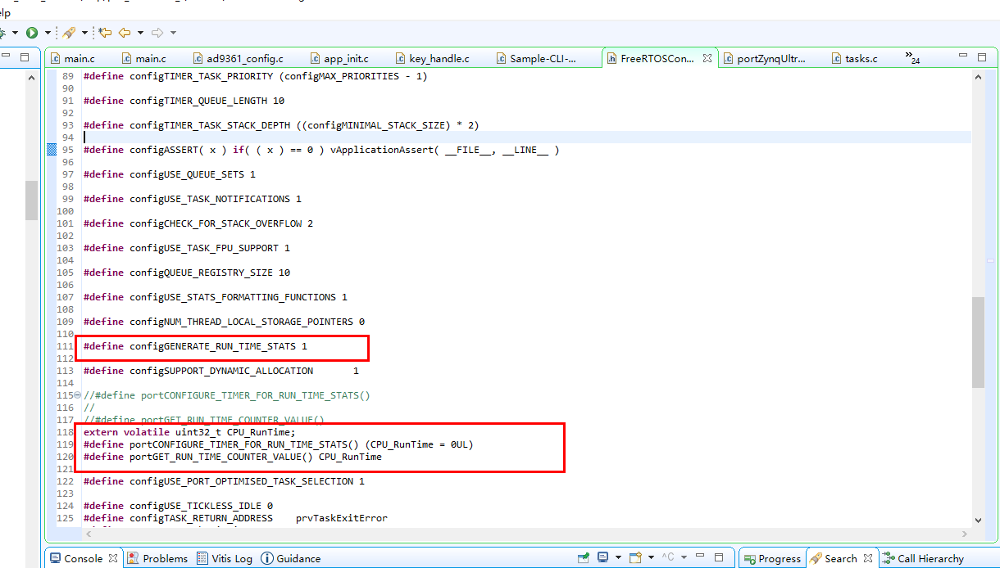 elp
main.c main.c ad9361_config.c app_init.c key_handle.c Sample-CLI-... FreeRTOSCon... portZynqUltr... tasks.c »24
89 #define configTIMER_TASK_PRIORITY (configMAX_PRIORITIES - 1)
90
91 #define configTIMER_QUEUE_LENGTH 10
92
93 #define configTIMER_TASK_STACK_DEPTH ((configMINIMAL_STACK_SIZE) * 2)
94
95 #define configASSERT( x ) if( ( x ) == 0 ) vApplicationAssert( __FILE__, __LINE__ )
96
97 #define configUSE_QUEUE_SETS 1
98
99 #define configUSE_TASK_NOTIFICATIONS 1
100
101 #define configCHECK_FOR_STACK_OVERFLOW 2
102
103 #define configUSE_TASK_FPU_SUPPORT 1
104
105 #define configQUEUE_REGISTRY_SIZE 10
106
107 #define configUSE_STATS_FORMATTING_FUNCTIONS 1
108
109 #define configNUM_THREAD_LOCAL_STORAGE_POINTERS 0
110
111 #define configGENERATE_RUN_TIME_STATS 1
112
113 #define configSUPPORT_DYNAMIC_ALLOCATION 1
114
115 //#define portCONFIGURE_TIMER_FOR_RUN_TIME_STATS()
116 //
117 //#define portGET_RUN_TIME_COUNTER_VALUE()
118 extern volatile uint32_t CPU_RunTime;
119 #define portCONFIGURE_TIMER_FOR_RUN_TIME_STATS() (CPU_RunTime = 0UL)
120 #define portGET_RUN_TIME_COUNTER_VALUE() CPU_RunTime
121
122 #define configUSE_PORT_OPTIMISED_TASK_SELECTION 1
123
124 #define configUSE_TICKLESS_IDLE 0
125 #define configTASK_RETURN_ADDRESS prvTaskExitError
Console Problems Vitis Log Guidance Progress Search Call Hierarchy